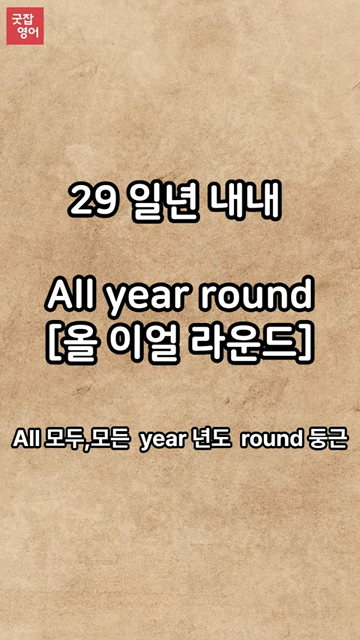 굿잡
영어
29 일년 내내
All year round
[올 이얼 라운드]
All 모두,모든 year 년도 round 둥근